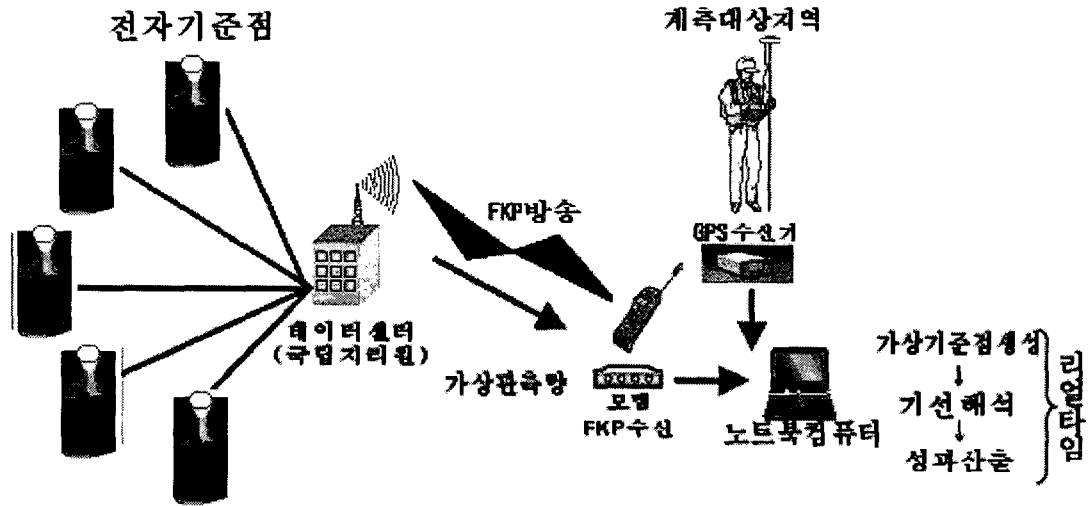 전자기준점
계측대상지역
FKP방송
GPS수신기
데이터센터
(국립지리원)
가상관측량
모뎀
FKP수신
노트북컴퓨터
가상기준점생성
↓
기선해석
↓
성과산출
리얼타임